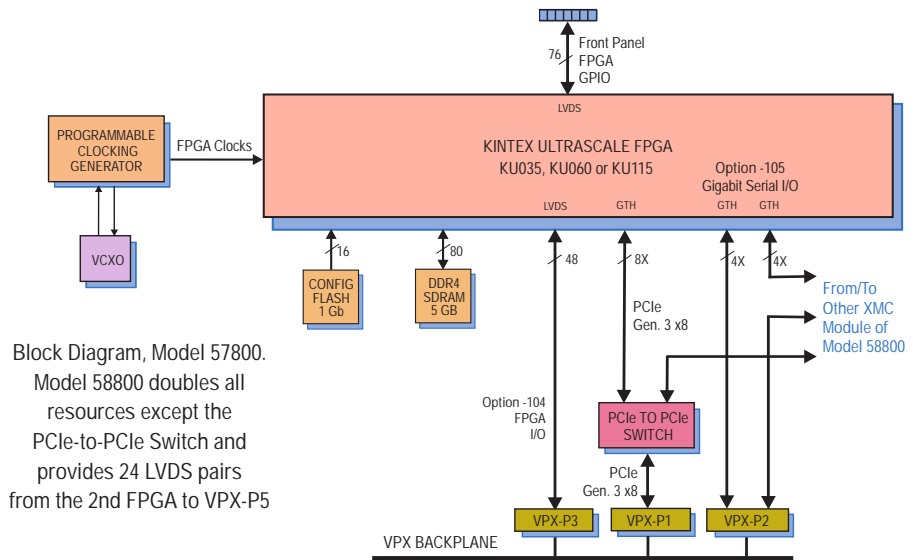 Front Panel
FPGA
GPIO
76
LVDS
PROGRAMMABLE
CLOCKING
GENERATOR
FPGA Clocks
KINTEX ULTRASCALE FPGA
KU035, KU060 or KU115
Option -105
Gigabit Serial I/O
LVDS
GTH
GTH
GTH
VCXO
16
80
48
8X
4X
4X
CONFIG
FLASH
1 Gb
DDR4
SDRAM
5 GB
PCIe
Gen. 3 x8
From/To
Other XMC
Module of
Model 58800
Block Diagram, Model 57800.
Model 58800 doubles all
resources except the
PCIe-to-PCIe Switch and
provides 24 LVDS pairs
from the 2nd FPGA to VPX-P5
Option -104
FPGA
I/O
PCIe TO PCIe
SWITCH
PCIe
Gen. 3 x8
VPX-P3
VPX-P1
VPX-P2
VPX BACKPLANE